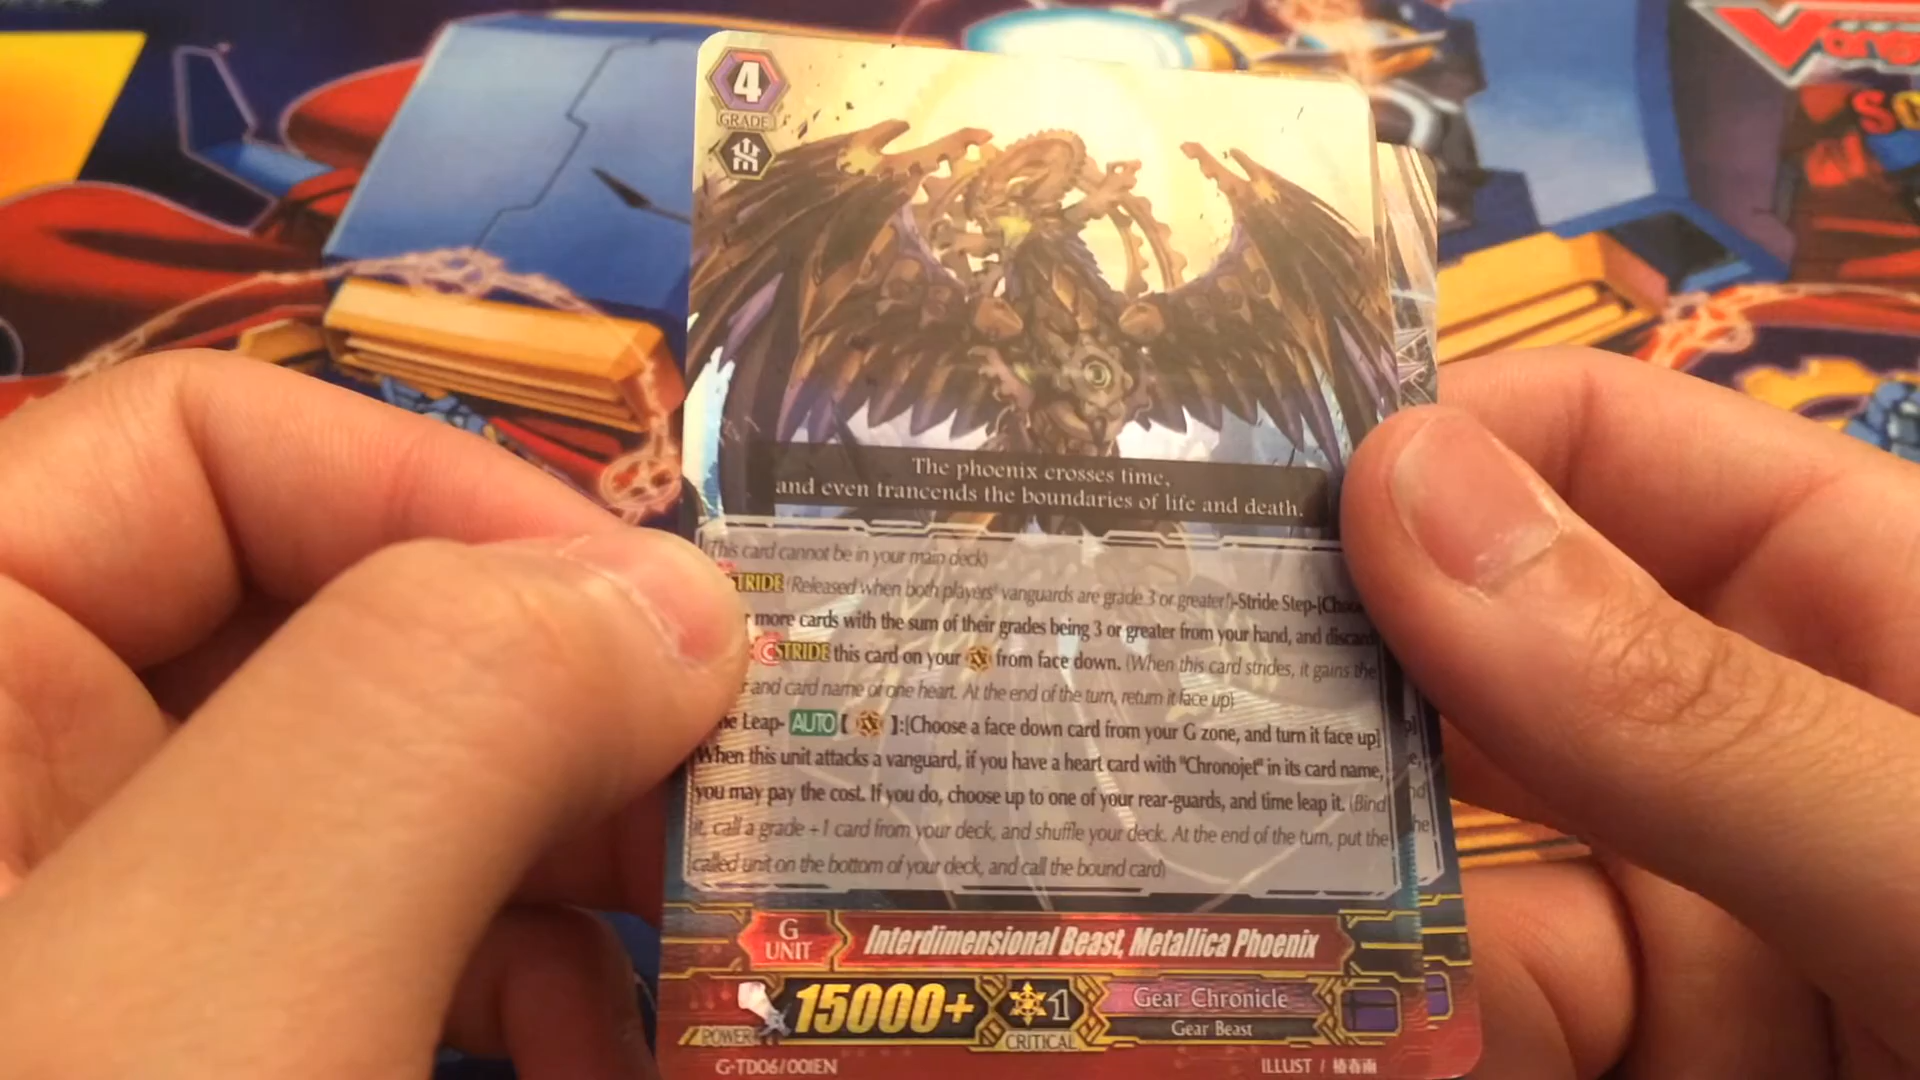 4
GRADE
Vang
The phoenix crosses time,
and even trancends the boundaries of life and death.
(This card cannot be in your main deck)
TRIDE (Released when both players' vanguards are grade 3 or greater!)-Stride Step-[Choo
r more cards with the sum of their grades being 3 or greater from your hand, and discard
C STRIDE this card on your from face down. (When this card strides, it gains the
r and card name of one heart. At the end of the turn, return it face up)
e Leap- AUTO [ ]:[Choose a face down card from your G zone, and turn it face up]
When this unit attacks a vanguard, if you have a heart card with "Chronojet" in its card name,
you may pay the cost. If you do, choose up to one of your rear-guards, and time leap it. (Bind
it, call a grade +1 card from your deck, and shuffle your deck. At the end of the turn, put the
called unit on the bottom of your deck, and call the bound card)
G
UNIT
Interdimensional Beast, Metallica Phoenix
POWER
15000+
1
CRITICAL
Gear Chronicle
Gear Beast
G-TD06/001EN
ILLUST / 椿春雨